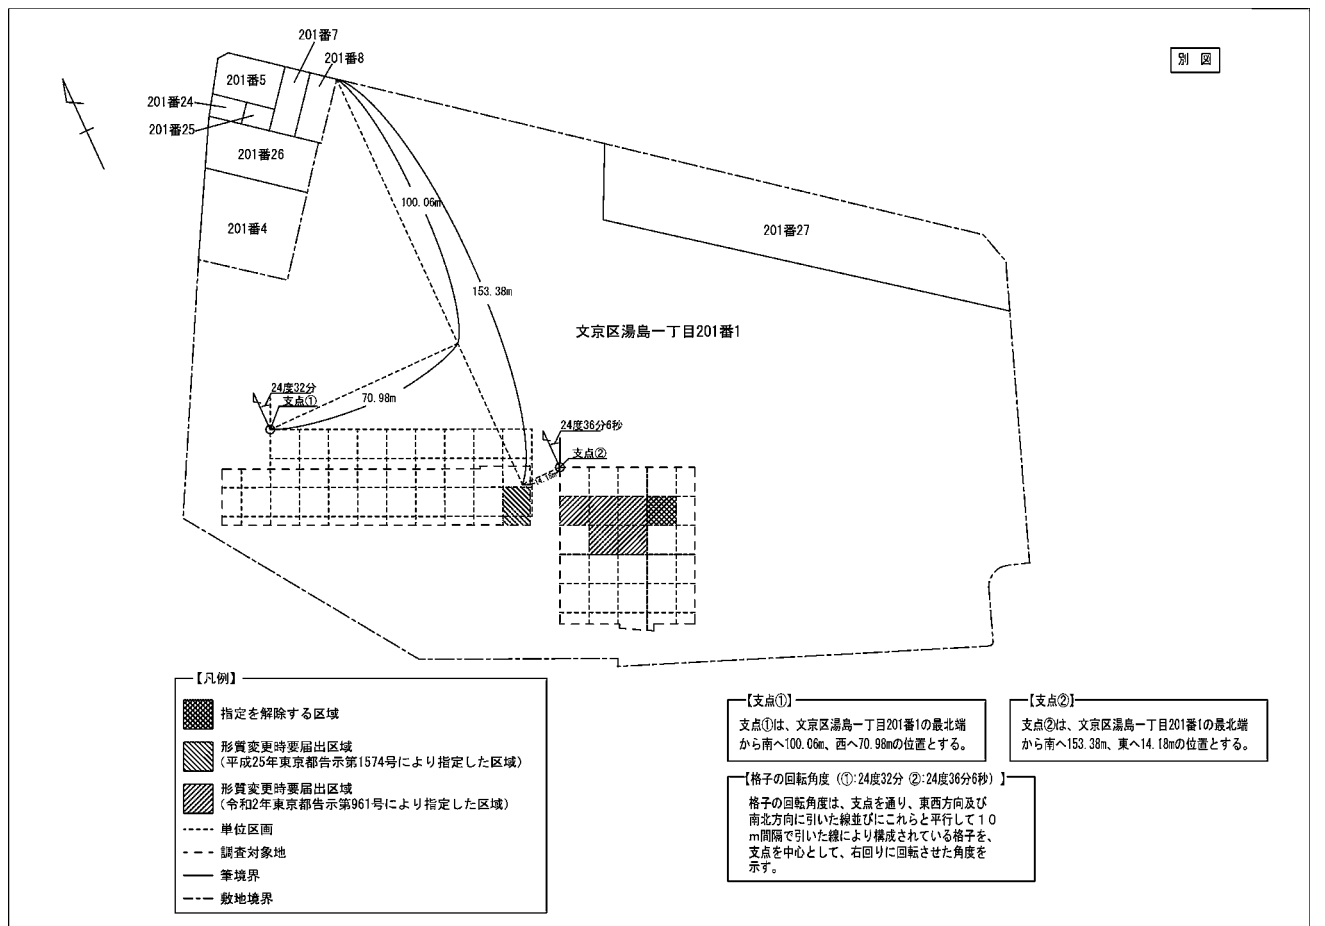 別 図
201番7
201番8
201番5
201番24
201番25
201番26
201番4
100.06m
153.38m
201番27
文京区湯島一丁目201番1
24度32分
支点①
70.98m
24度36分6秒
支点②
14.18m
【凡例】
指定を解除する区域
形質変更時要届出区域
(平成25年東京都告示第1574号により指定した区域)
形質変更時要届出区域
(令和2年東京都告示第961号により指定した区域)
単位区画
調査対象地
筆境界
敷地境界
【支点①】
支点①は、文京区湯島一丁目201番1の最北端
から南へ100.06m、西へ70.98mの位置とする。
【支点②】
支点②は、文京区湯島一丁目201番1の最北端
から南へ153.38m、東へ14.18mの位置とする。
【格子の回転角度(①:24度32分 ②:24度36分6秒)】
格子の回転角度は、支点を通り、東西方向及び
南北方向に引いた線並びにこれらと平行して10
m間隔で引いた線により構成されている格子を、
支点を中心として、右回りに回転させた角度を
示す。